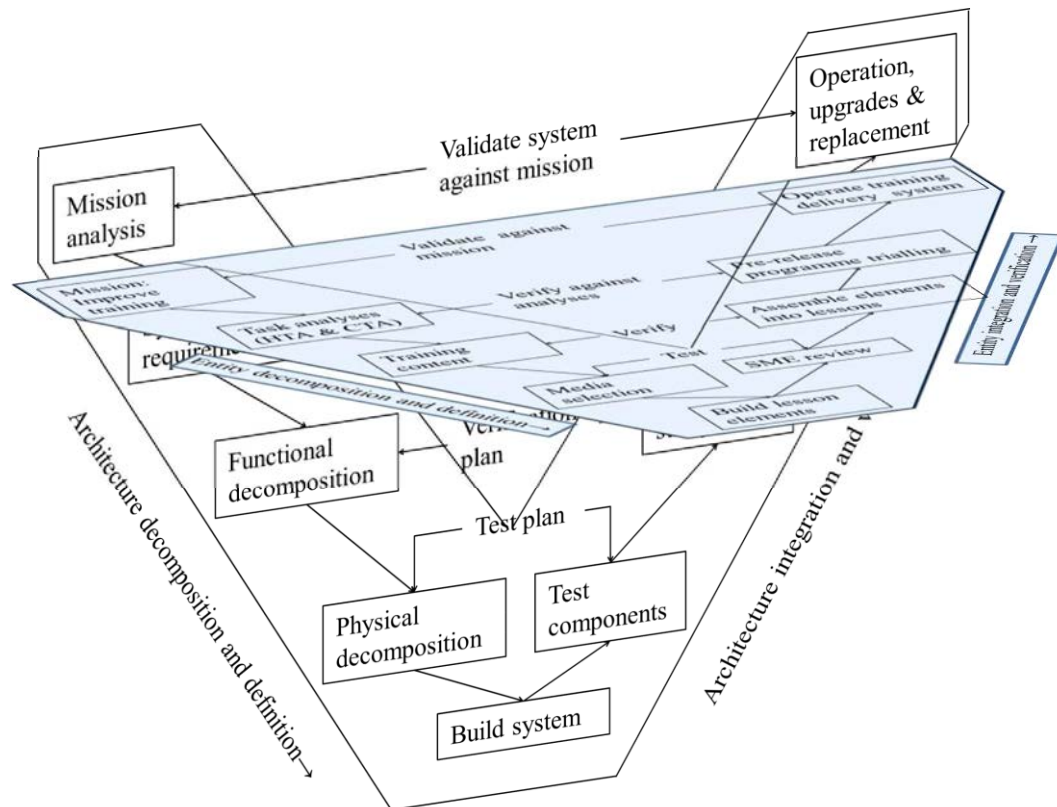 Operation,
upgrades &
replacement
Validate system
against mission
Mission
analysis
Operate training
delivery system
Validate against
mission
Pre-release
programme trialling
Mission:
Improve
training
Verify against
analyses
Assemble elements
into lessons
Entity integration and verification→
Task analyses
(HTA & CTA)
Verify
Training
content
Test
SME review
Media
selection
Build lesson
elements
Entity decomposition and definition→
plan
Functional
decomposition
Test plan
Physical
decomposition
Test
components
Build system
Architecture decomposition and definition→
Architecture integration and